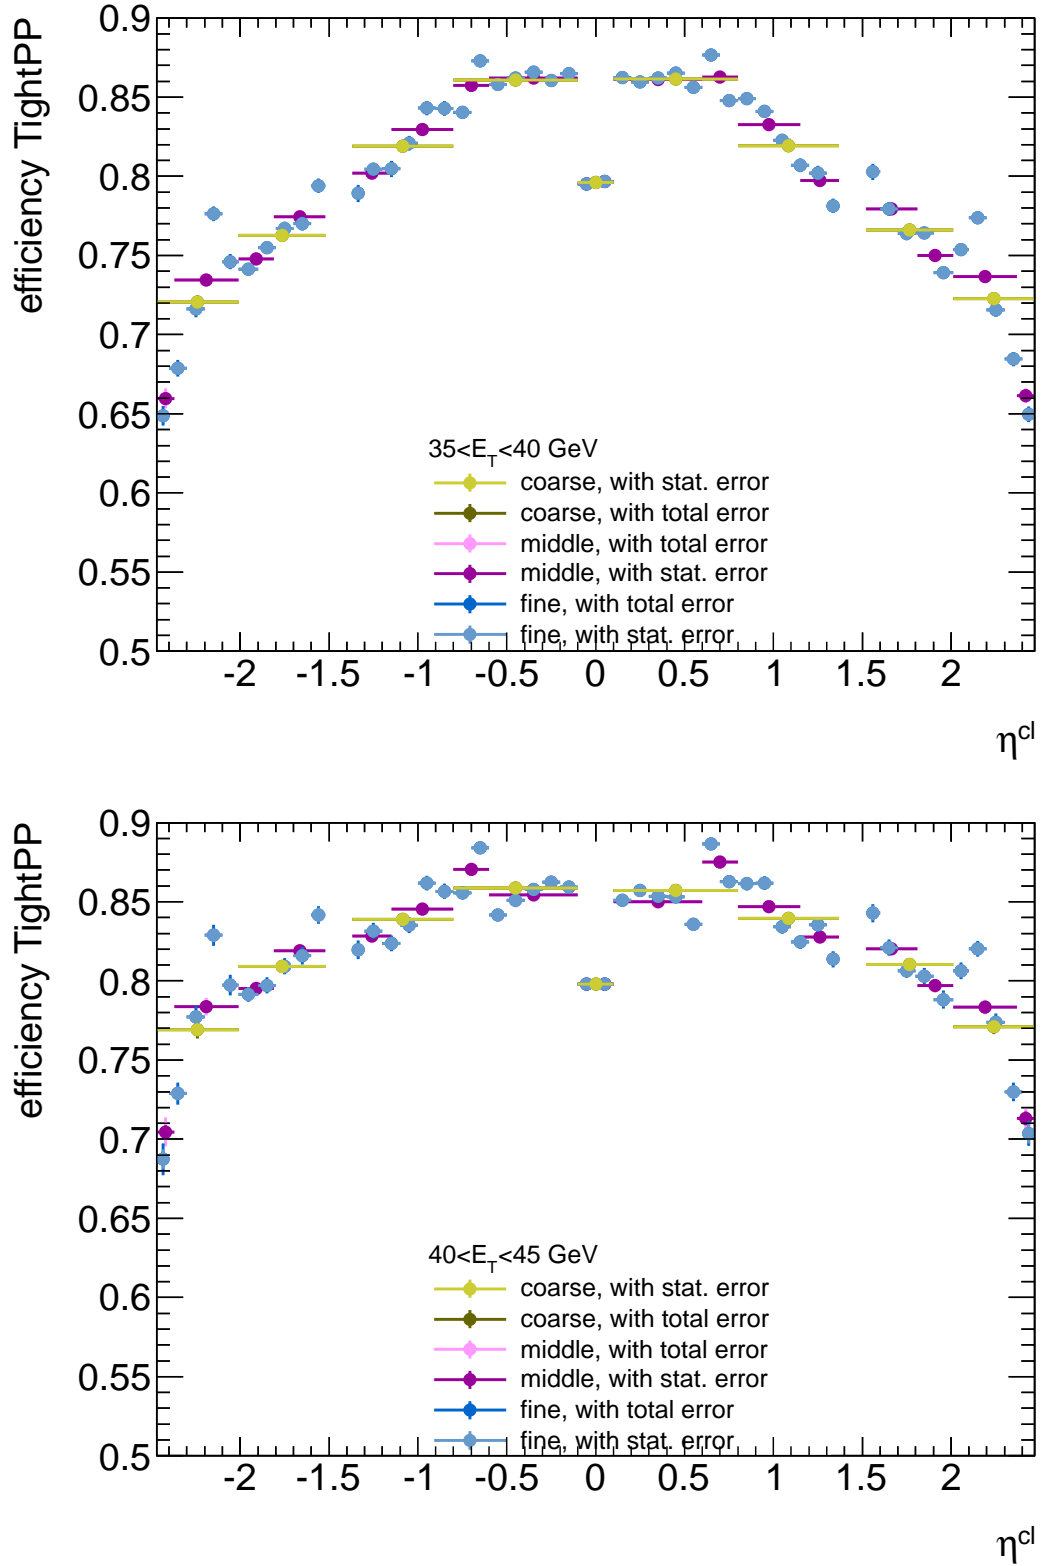 efficiency TightPP
0.9
0.85
0.8
0.75
0.7
0.65
0.6
0.55
0.5
35<E_T<40 GeV
coarse, with stat. error
coarse, with total error
middle, with total error
middle, with stat. error
fine, with total error
fine, with stat. error
-2 -1.5 -1 -0.5 0 0.5 1 1.5 2
η^cl
efficiency TightPP
0.9
0.85
0.8
0.75
0.7
0.65
0.6
0.55
0.5
40<E_T<45 GeV
coarse, with stat. error
coarse, with total error
middle, with total error
middle, with stat. error
fine, with total error
fine, with stat. error
-2 -1.5 -1 -0.5 0 0.5 1 1.5 2
η^cl